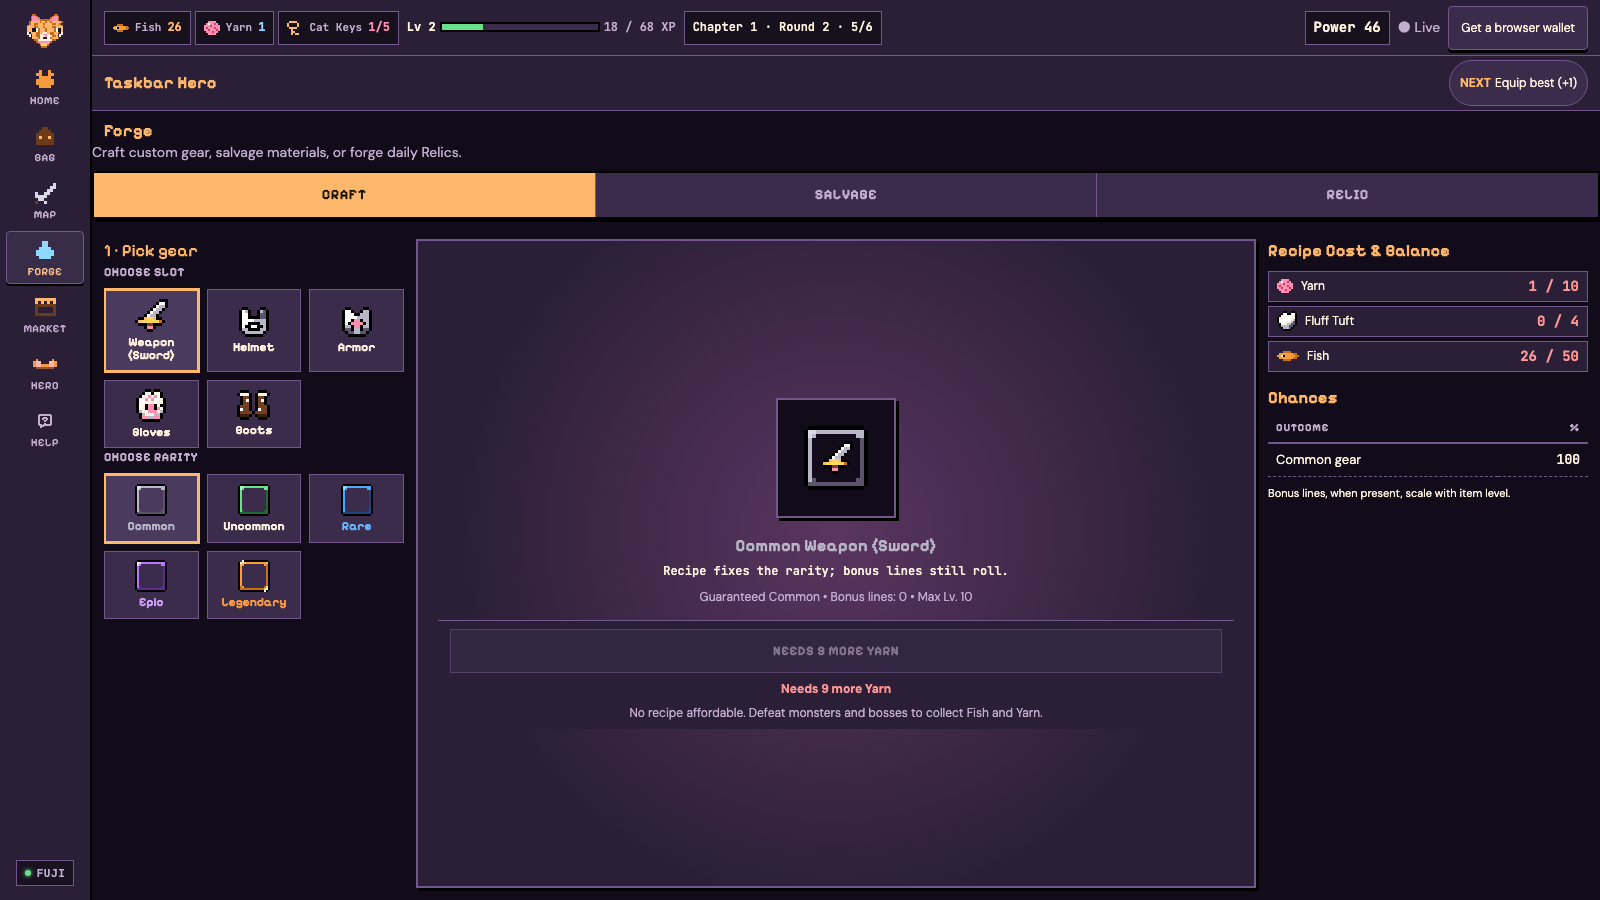 Fish 26
Yarn 1
Cat Keys 1/5
Lv 2
18 / 68 XP
Chapter 1 · Round 2 · 5/6
Power 46
Live
Get a browser wallet
HOME
BAG
MAP
FORGE
MARKET
HERO
HELP
FUJI
Taskbar Hero
NEXT Equip best (+1)
Forge
Craft custom gear, salvage materials, or forge daily Relics.
CRAFT
SALVAGE
RELIC
1 · Pick gear
CHOOSE SLOT
Weapon
(Sword)
Helmet
Armor
Gloves
Boots
CHOOSE RARITY
Common
Uncommon
Rare
Epic
Legendary
Common Weapon (Sword)
Recipe fixes the rarity; bonus lines still roll.
Guaranteed Common • Bonus lines: 0 • Max Lv. 10
NEEDS 9 MORE YARN
Needs 9 more Yarn
No recipe affordable. Defeat monsters and bosses to collect Fish and Yarn.
Recipe Cost & Balance
Yarn 1 / 10
Fluff Tuft 0 / 4
Fish 26 / 50
Chances
OUTCOME %
Common gear 100
Bonus lines, when present, scale with item level.